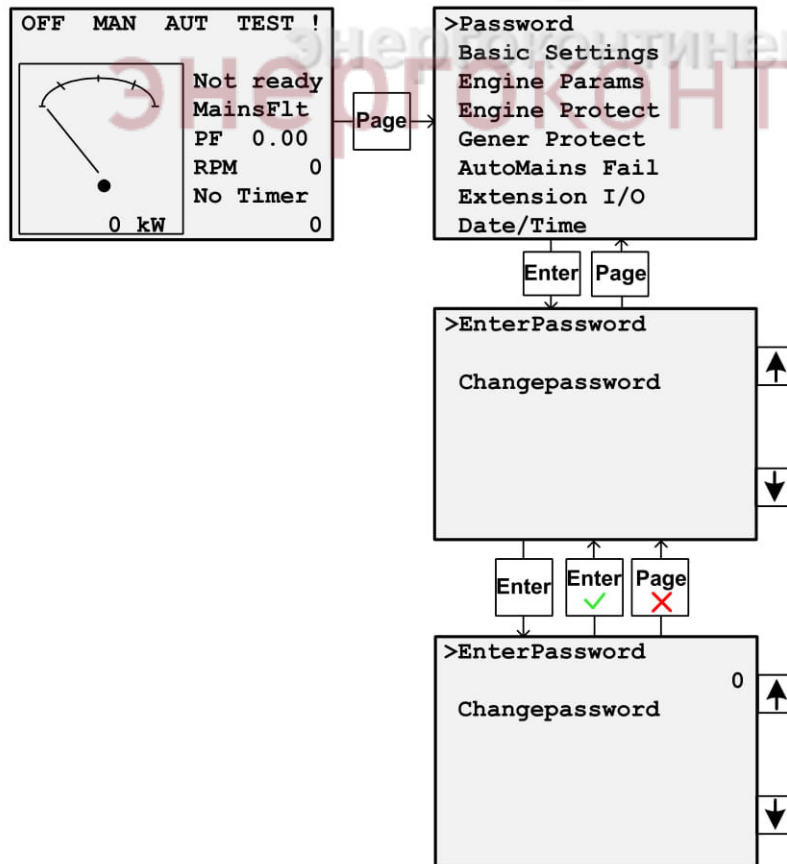 OFF MAN AUT TEST !
Not ready
MainsFlt
PF 0.00
RPM 0
No Timer
0 kW 0
Page
>Password
Basic Settings
Engine Params
Engine Protect
Gener Protect
AutoMains Fail
Extension I/O
Date/Time
Enter Page
>EnterPassword
Changepassword
Enter Enter Page
>EnterPassword
0
Changepassword
энергоконтинен
энергоконт